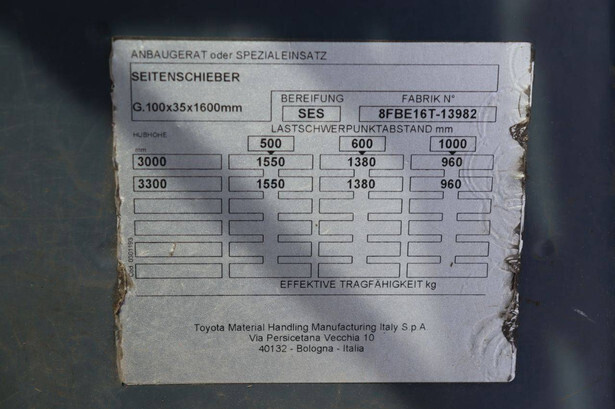 ANBAUGERAT oder SPEZIALEINSATZ
SEITENSCHIEBER
G.100x35x1600mm
BEREIFUNG FABRIK N°
SES 8FBE16T-13982
LASTSCHWERPUNKTABSTAND mm
HUBHÖHE
mm 500 600 1000
3000 1550 1380 960
3300 1550 1380 960
EFFEKTIVE TRAGFÄHIGKEIT kg
Toyota Material Handling Manufacturing Italy S.p.A
Via Persicetana Vecchia 10
40132 - Bologna - Italia